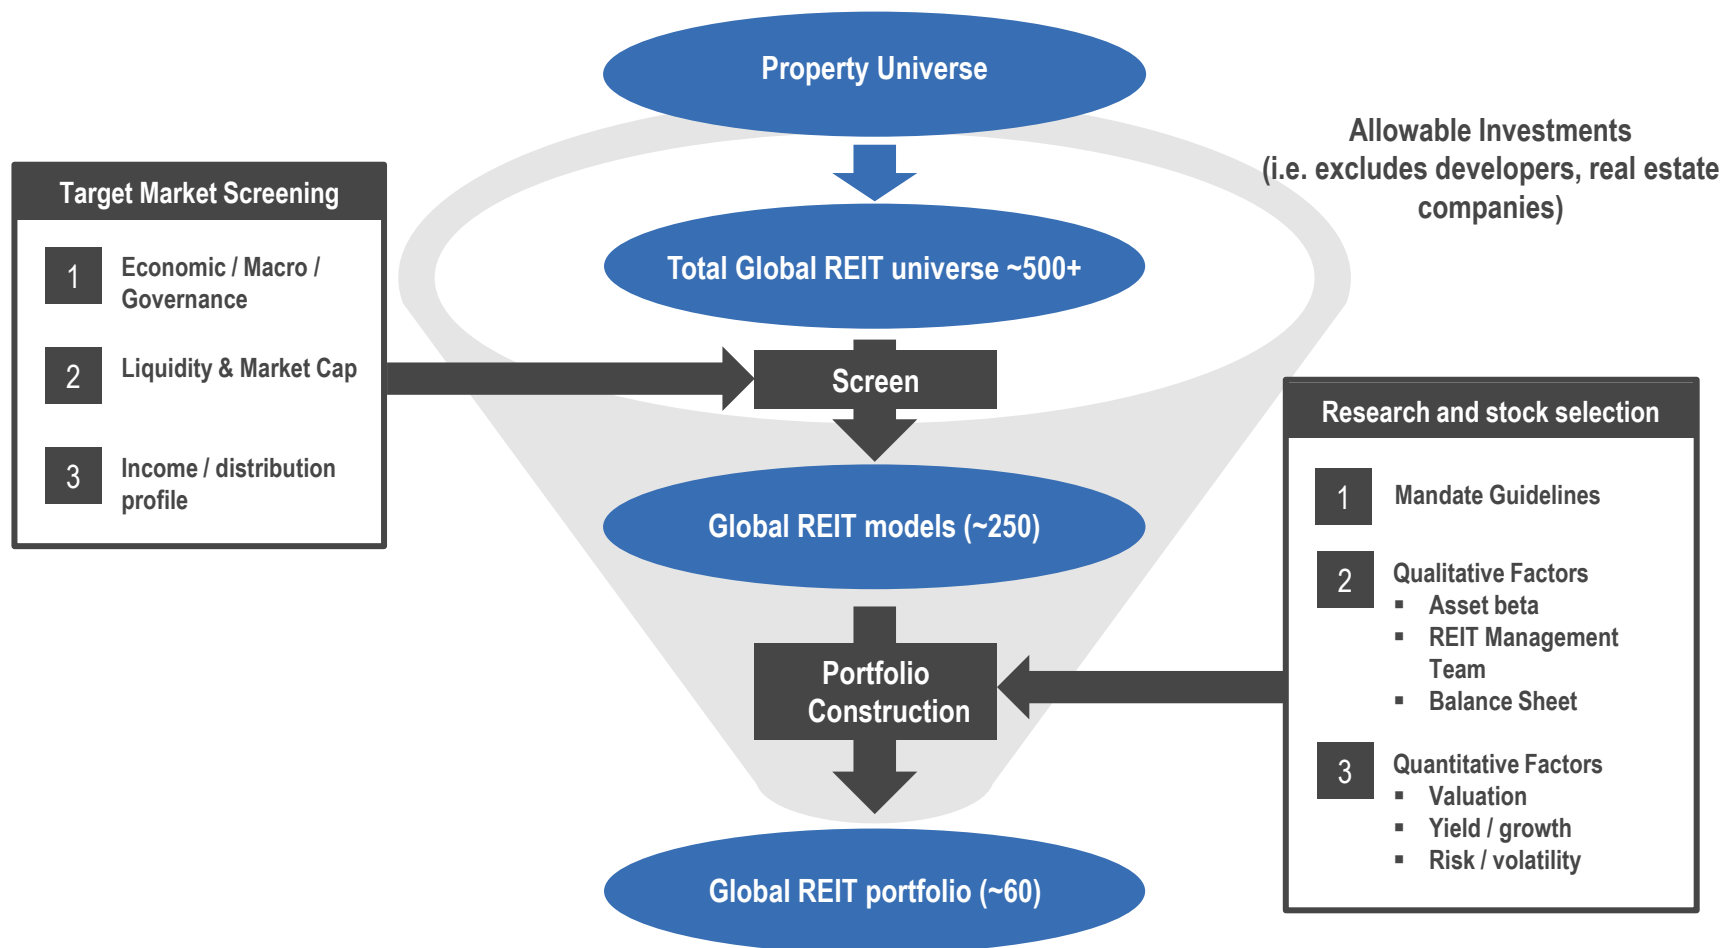 Property Universe
Allowable Investments
(i.e. excludes developers, real estate
companies)
Target Market Screening
1
Economic / Macro /
Governance
2
Liquidity & Market Cap
3
Income / distribution
profile
Total Global REIT universe ~500+
Screen
Global REIT models (~250)
Portfolio
Construction
Global REIT portfolio (~60)
Research and stock selection
1
Mandate Guidelines
2
Qualitative Factors
▪ Asset beta
▪ REIT Management
Team
▪ Balance Sheet
3
Quantitative Factors
▪ Valuation
▪ Yield / growth
▪ Risk / volatility